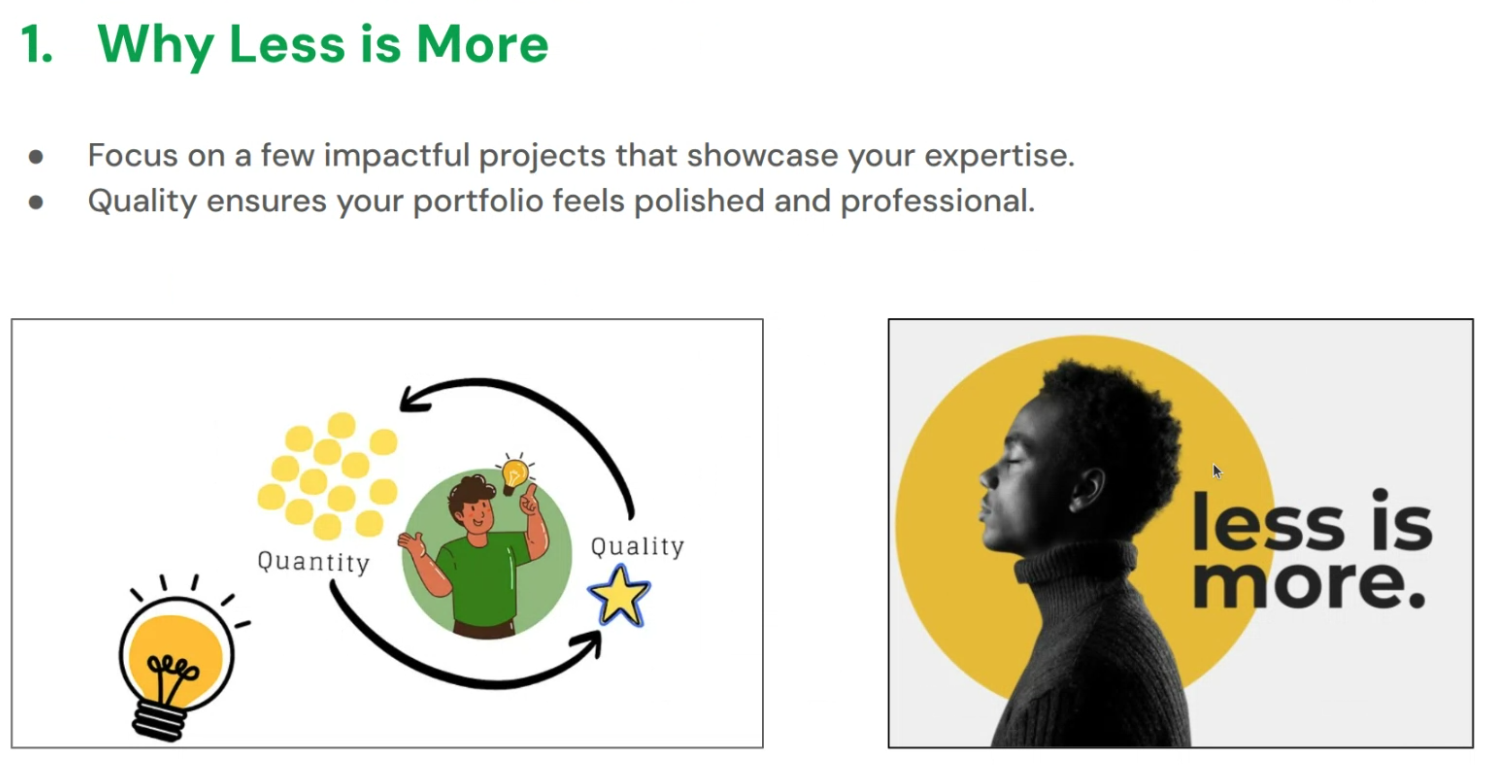 1. Why Less is More
● Focus on a few impactful projects that showcase your expertise.
● Quality ensures your portfolio feels polished and professional.
Quantity
Quality
less is
more.